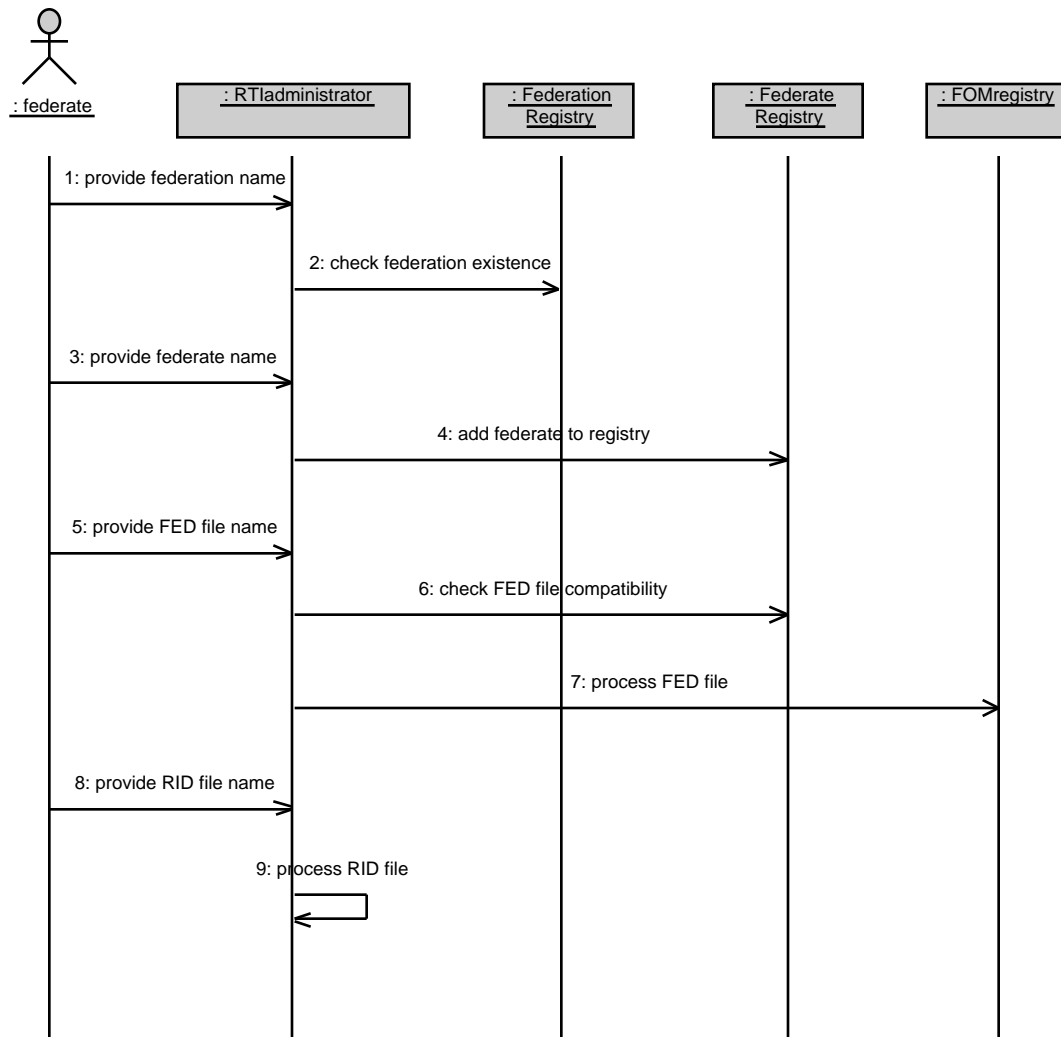 : federate
: RTIadministrator
: Federation
Registry
: Federate
Registry
: FOMregistry
1: provide federation name
2: check federation existence
3: provide federate name
4: add federate to registry
5: provide FED file name
6: check FED file compatibility
7: process FED file
8: provide RID file name
9: process RID file